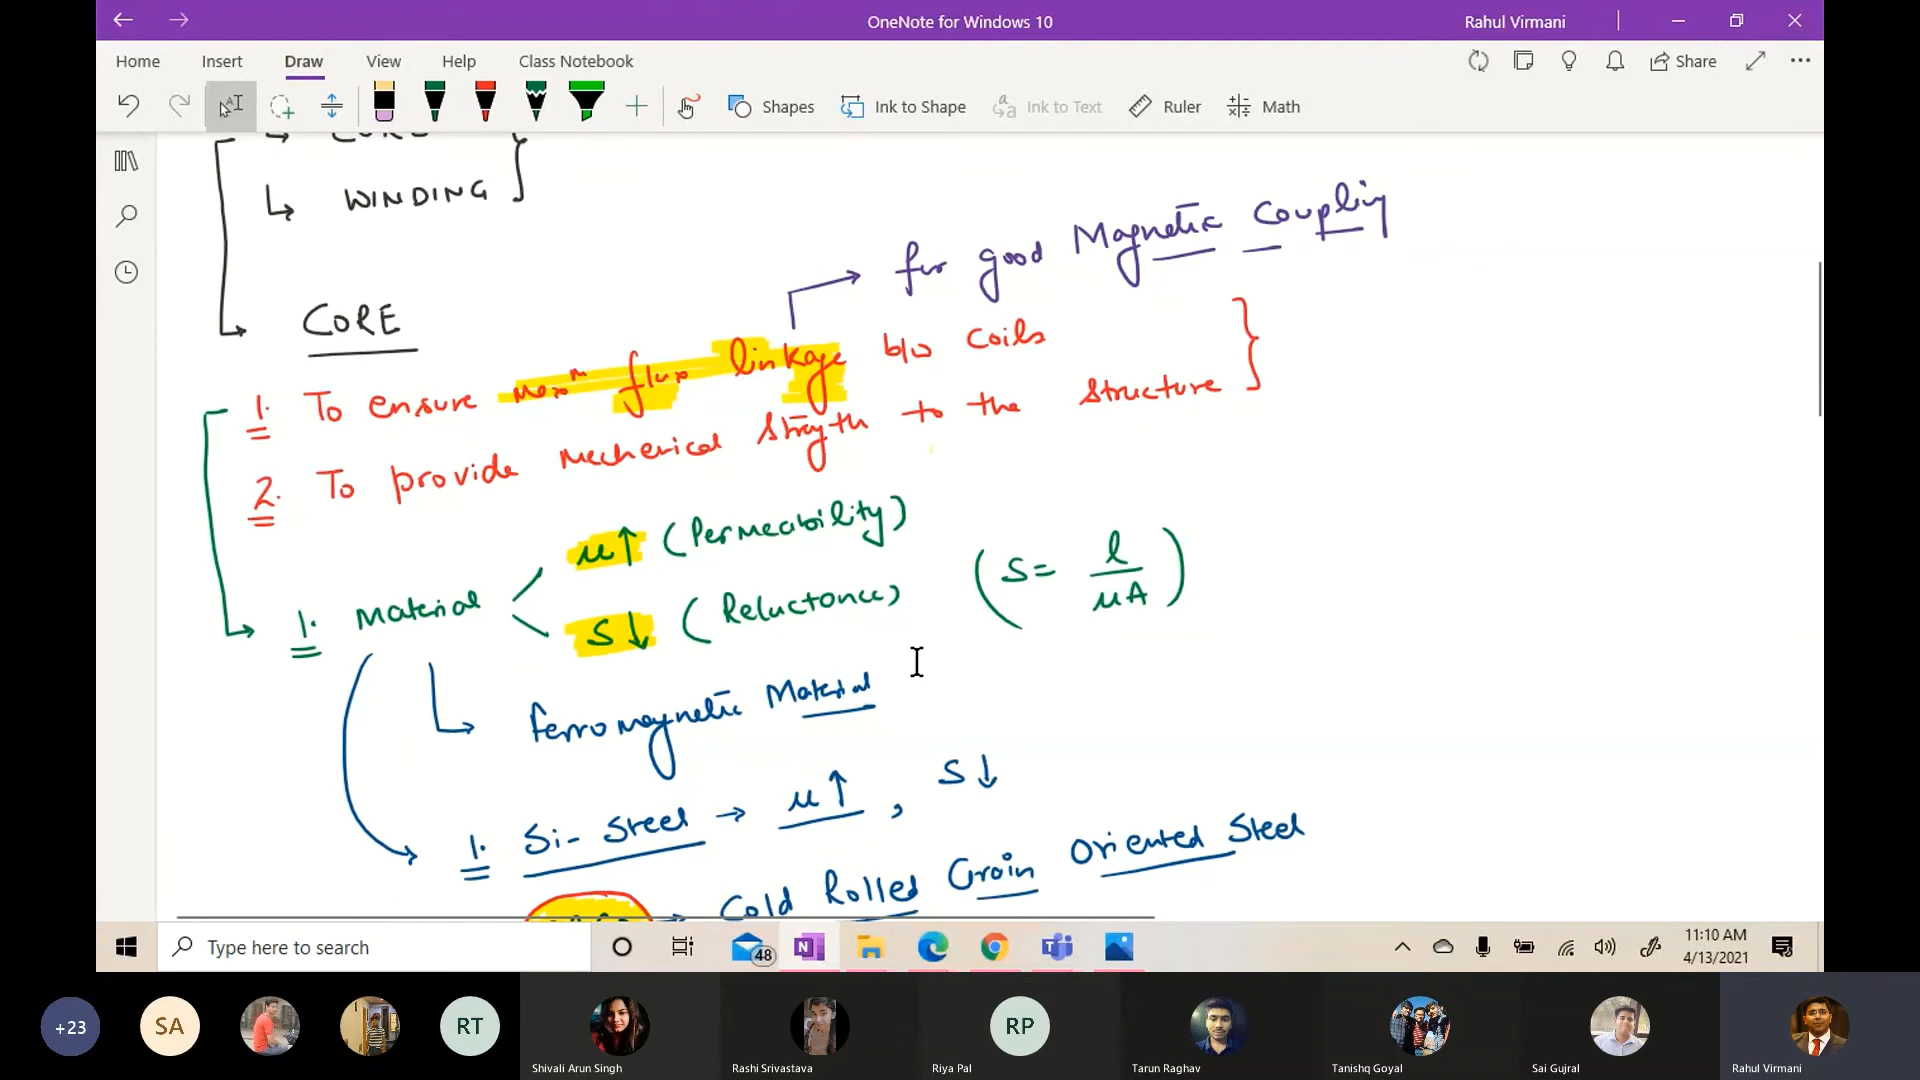 OneNote for Windows 10
Rahul Virmani
Home Insert Draw View Help Class Notebook
Share
Shapes Ink to Shape Ink to Text Ruler Math
WINDING
for good Magnetic Coupling
CORE
1. To ensure maxᵐ flux linkage b/w coils
2. To provide mechanical strength to the structure
μ↑ (Permeability)
1. Material
S↓ (Reluctance)
(S = l/μA)
ferromagnetic Material
1. Si-Steel → μ↑, S↓
→ Cold Rolled Grain Oriented Steel
Type here to search
48
11:10 AM
4/13/2021
+23
SA
RT
RP
Shivali Arun Singh
Rashi Srivastava
Riya Pal
Tarun Raghav
Tanishq Goyal
Sai Gujral
Rahul Virmani